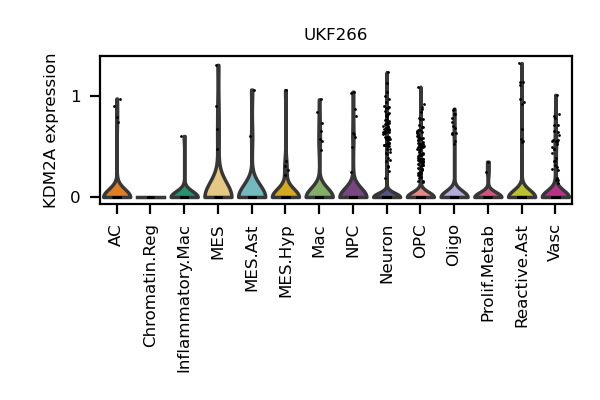 UKF266
KDM2A expression
1
0
AC
Chromatin.Reg
Inflammatory.Mac
MES
MES.Ast
MES.Hyp
Mac
NPC
Neuron
OPC
Oligo
Prolif.Metab
Reactive.Ast
Vasc